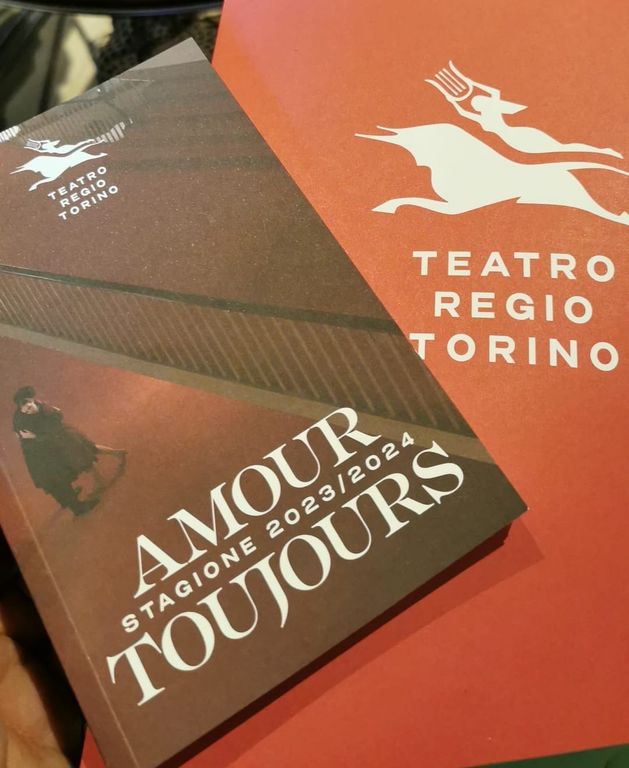 TEATRO
REGIO
TORINO
AMOUR
STAGIONE 2023/2024
TOUJOURS
TEATRO
REGIO
TORINO